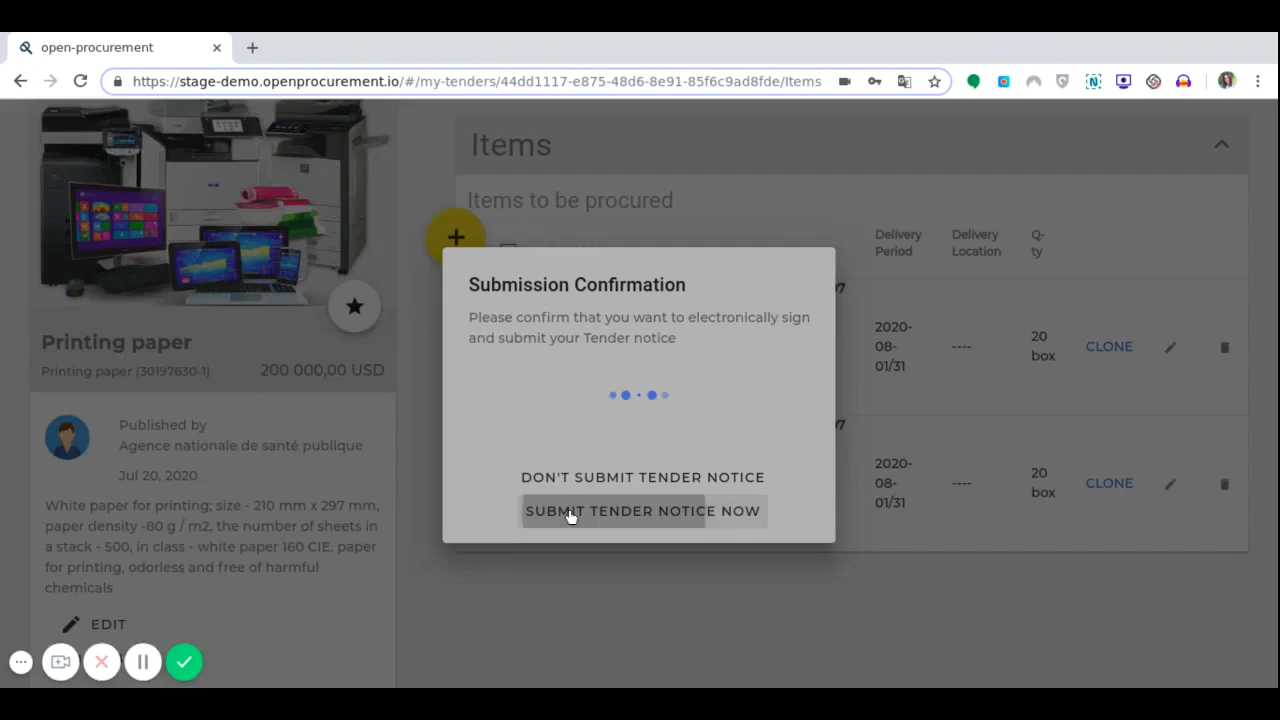 open-procurement
https://stage-demo.openprocurement.io/#/my-tenders/44dd1117-e875-48d6-8e91-85f6c9ad8fde/Items
Printing paper
Printing paper (30197630-1)
200 000,00 USD
Published by
Agence nationale de santé publique
Jul 20, 2020
White paper for printing; size - 210 mm x 297 mm,
paper density -80 g / m2, the number of sheets in
a stack - 500, in class - white paper 160 CIE. paper
for printing, odorless and free of harmful
chemicals
EDIT
Items
Items to be procured
Delivery
Period
Delivery
Location
Q-
ty
2020-
08-
01/31
----
20
box
CLONE
2020-
08-
01/31
----
20
box
CLONE
Submission Confirmation
Please confirm that you want to electronically sign
and submit your Tender notice
DON'T SUBMIT TENDER NOTICE
SUBMIT TENDER NOTICE NOW